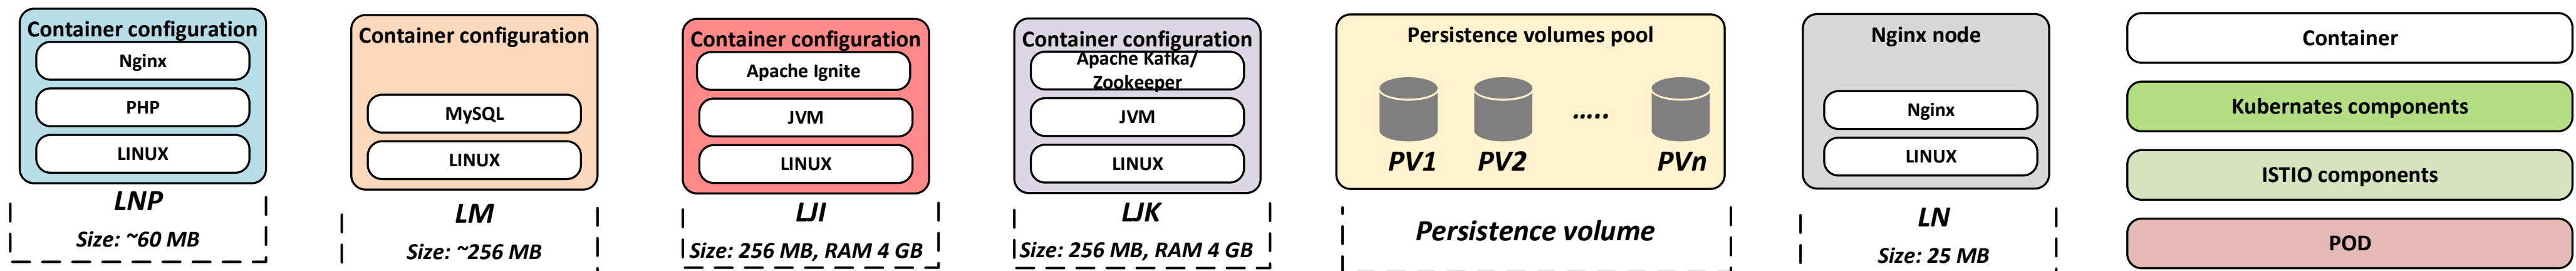 Container configuration
Nginx
PHP
LINUX
LNP
Size: ~60 MB
Container configuration
MySQL
LINUX
LM
Size: ~256 MB
Container configuration
Apache Ignite
JVM
LINUX
LJI
Size: 256 MB, RAM 4 GB
Container configuration
Apache Kafka/
Zookeeper
JVM
LINUX
LJK
Size: 256 MB, RAM 4 GB
Persistence volumes pool
.....
PV1 PV2 PVn
Persistence volume
Nginx node
Nginx
LINUX
LN
Size: 25 MB
Container
Kubernates components
ISTIO components
POD